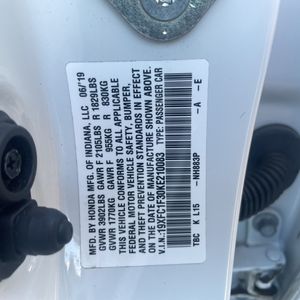 MFD. BY HONDA OF INDIANA, LLC 06/19
GVWR 3902LBS GAWR F 2105LBS R 1829LBS
GVWR 1770KG GAWR F 955KG R 830KG
THIS VEHICLE CONFORMS TO ALL APPLICABLE
FEDERAL MOTOR VEHICLE SAFETY, BUMPER, AND
THEFT PREVENTION STANDARDS IN EFFECT ON THE
DATE OF MANUFACTURE SHOWN ABOVE.
V.I.N.: 19XFC1F30KE210083 TYPE: PASSENGER CAR
TBC K L15 NH883P A E